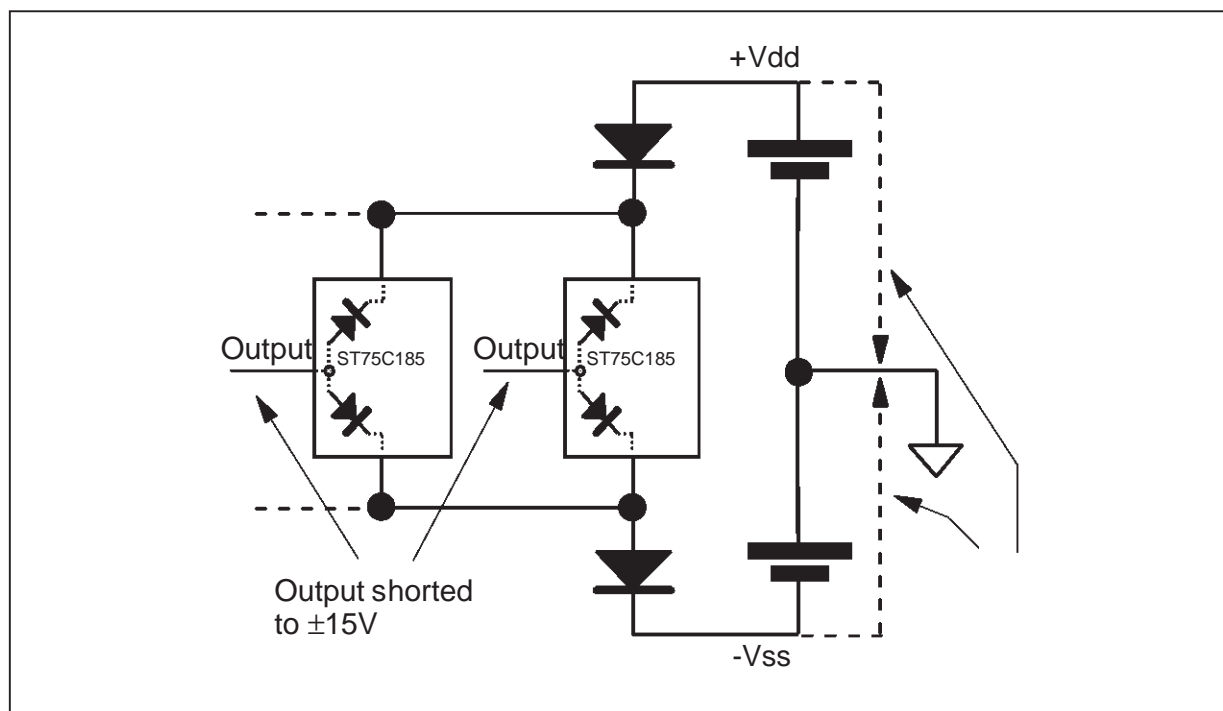 +Vdd
Output
ST75C185
Output
ST75C185
Output shorted
to ±15V
-Vss